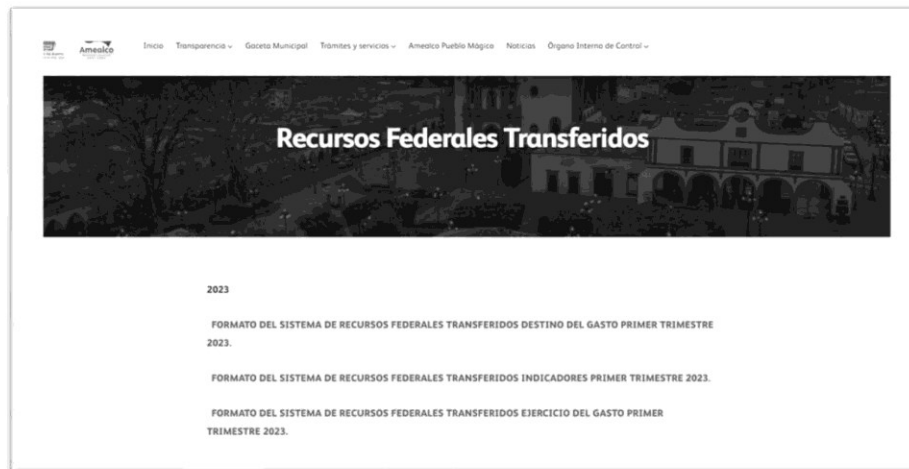 Amealco
Inicio Transparencia Gaceta Municipal Trámites y servicios Amealco Pueblo Mágico Noticias Órgano Interno de Control
Recursos Federales Transferidos
2023
FORMATO DEL SISTEMA DE RECURSOS FEDERALES TRANSFERIDOS DESTINO DEL GASTO PRIMER TRIMESTRE
2023.
FORMATO DEL SISTEMA DE RECURSOS FEDERALES TRANSFERIDOS INDICADORES PRIMER TRIMESTRE 2023.
FORMATO DEL SISTEMA DE RECURSOS FEDERALES TRANSFERIDOS EJERCICIO DEL GASTO PRIMER
TRIMESTRE 2023.